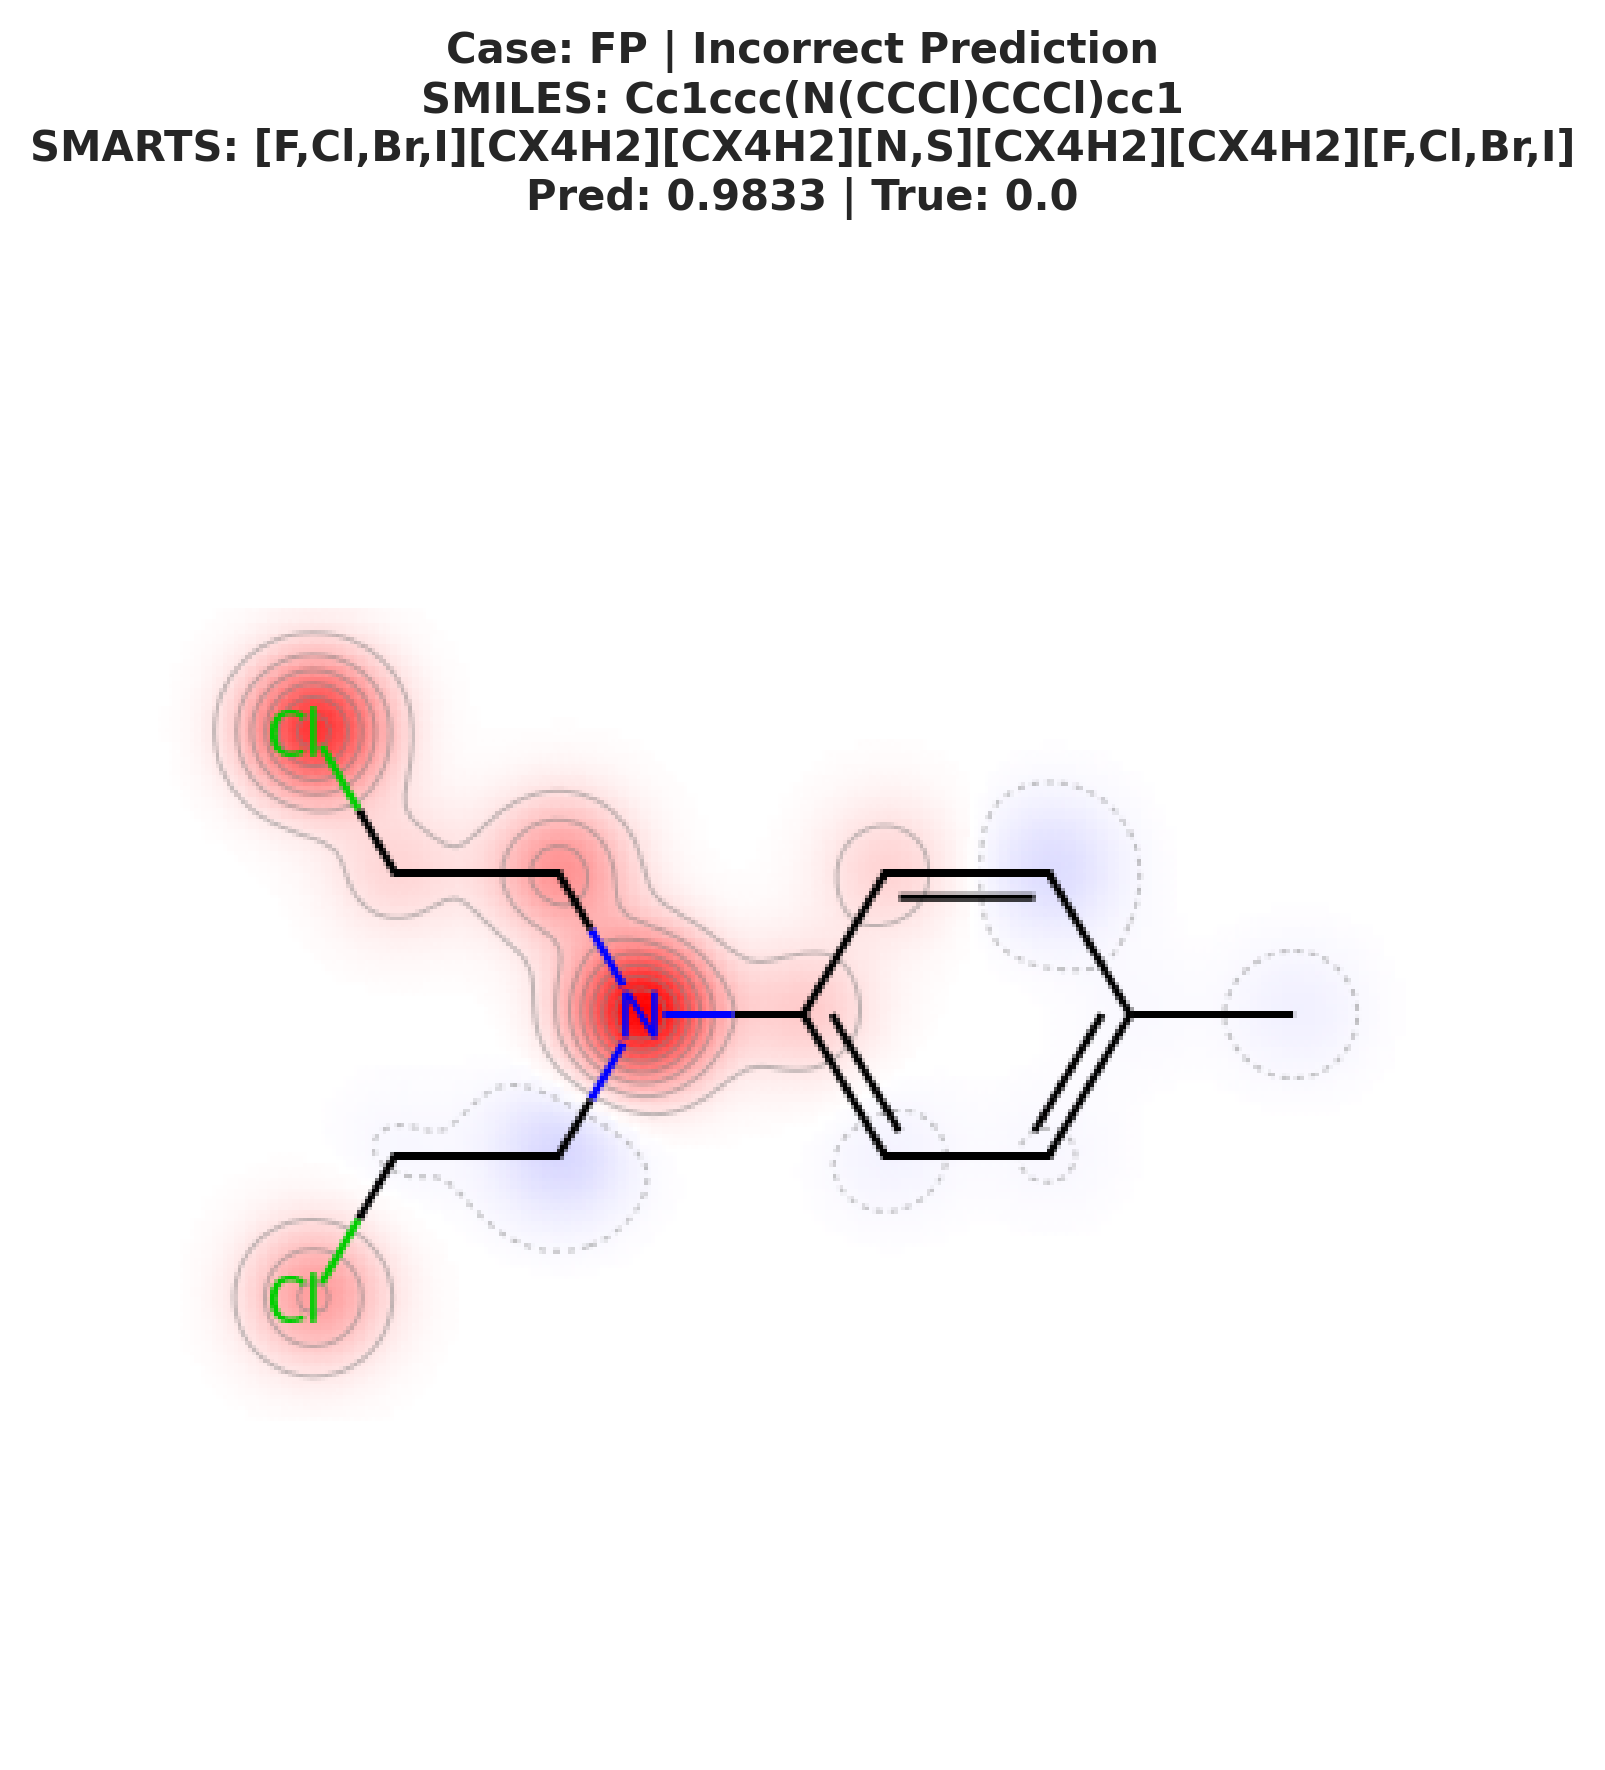 Case: FP | Incorrect Prediction
SMILES: Cc1ccc(N(CCCl)CCCl)cc1
SMARTS: [F,Cl,Br,I][CX4H2][CX4H2][N,S][CX4H2][CX4H2][F,Cl,Br,I]
Pred: 0.9833 | True: 0.0
Cl
N
Cl